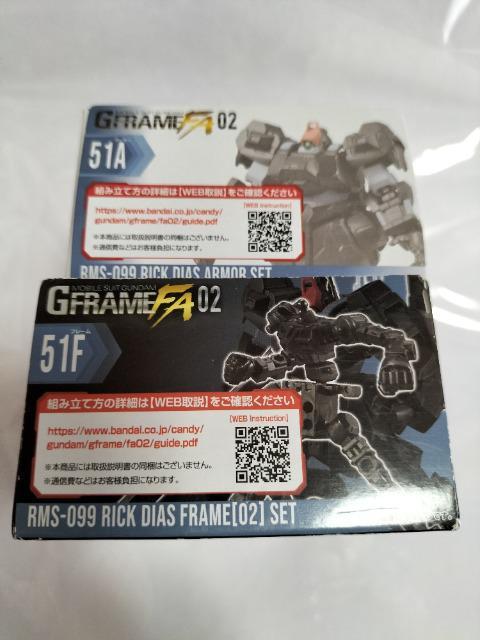 GFRAMEFA 02
51A
組み立て方の詳細は【WEB取説】をご確認ください
https://www.bandai.co.jp/candy/
gundam/gframe/fa02/guide.pdf
[WEB Instruction]
※本商品には取扱説明書の同梱はございません。
※通信費などはお客様負担になります。
RMS-099 RICK DIAS ARMOR SET
MOBILE SUIT GUNDAM
GFRAMEFA 02
フレーム
51F
組み立て方の詳細は【WEB取説】をご確認ください
[WEB Instruction]
https://www.bandai.co.jp/candy/
gundam/gframe/fa02/guide.pdf
※本商品には取扱説明書の同梱はございません。
※通信費などはお客様負担になります。
RMS-099 RICK DIAS FRAME[02] SET